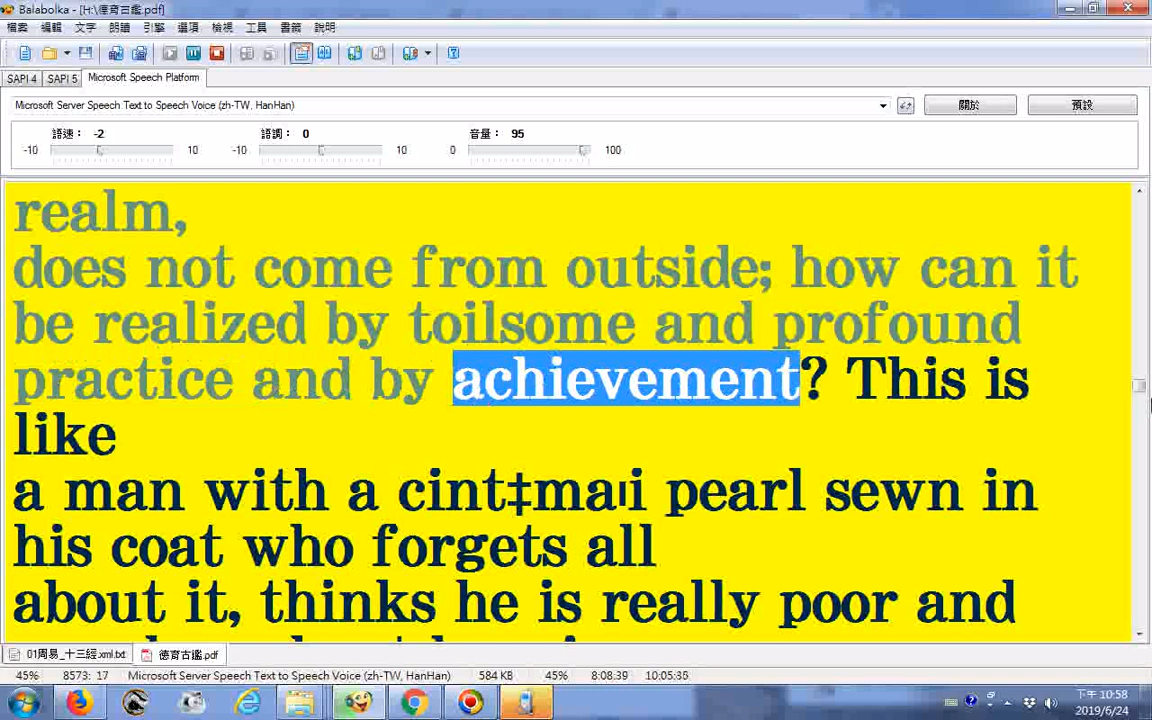 Balabolka - [H:\德育古鑑.pdf]
檔案 編輯 文字 朗讀 引擎 選項 檢視 工具 書籤 說明
SAPI 4 SAPI 5 Microsoft Speech Platform
Microsoft Server Speech Text to Speech Voice (zh-TW, HanHan) 關於 預設
語速： -2 語調： 0 音量： 95
-10 10 -10 10 0 100
realm,
does not come from outside; how can it
be realized by toilsome and profound
practice and by achievement? This is
like
a man with a cint‡maıi pearl sewn in
his coat who forgets all
about it, thinks he is really poor and
01周易_十三經.xml.txt 德育古鑑.pdf
45% 8573: 17 Microsoft Server Speech Text to Speech Voice (zh-TW, HanHan) 584 KB 45% 8:08:39 10:05:35
下午 10:58
2019/6/24